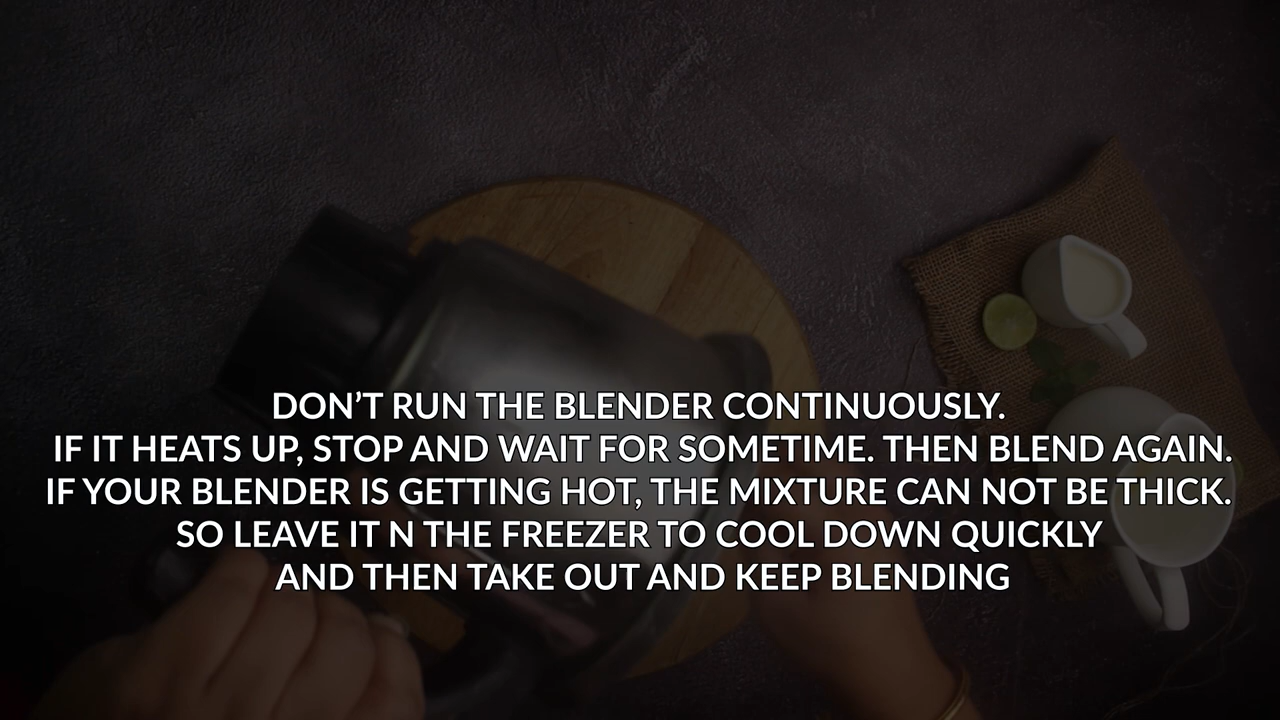 DON'T RUN THE BLENDER CONTINUOUSLY.
IF IT HEATS UP, STOP AND WAIT FOR SOMETIME. THEN BLEND AGAIN.
IF YOUR BLENDER IS GETTING HOT, THE MIXTURE CAN NOT BE THICK.
SO LEAVE IT N THE FREEZER TO COOL DOWN QUICKLY
AND THEN TAKE OUT AND KEEP BLENDING